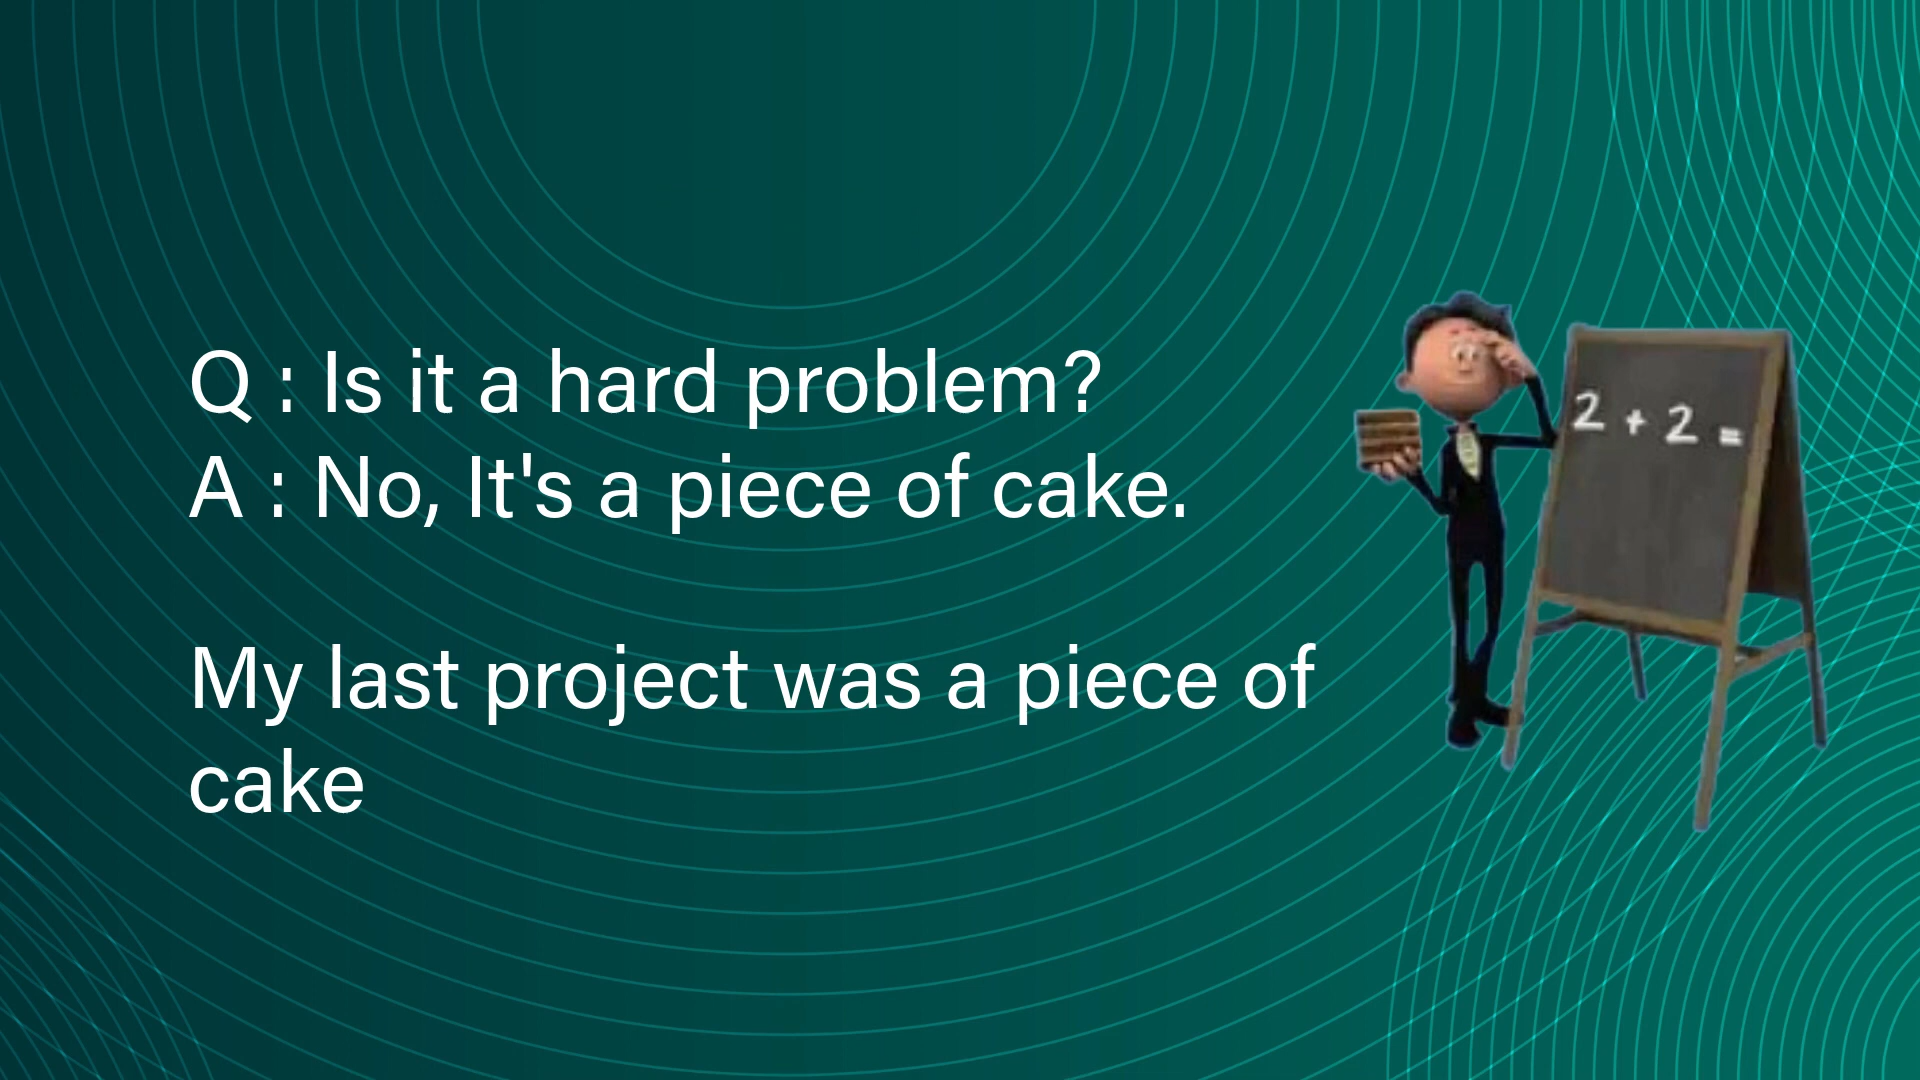 Q : Is it a hard problem?
A : No, It's a piece of cake.
My last project was a piece of
cake
2 + 2 =